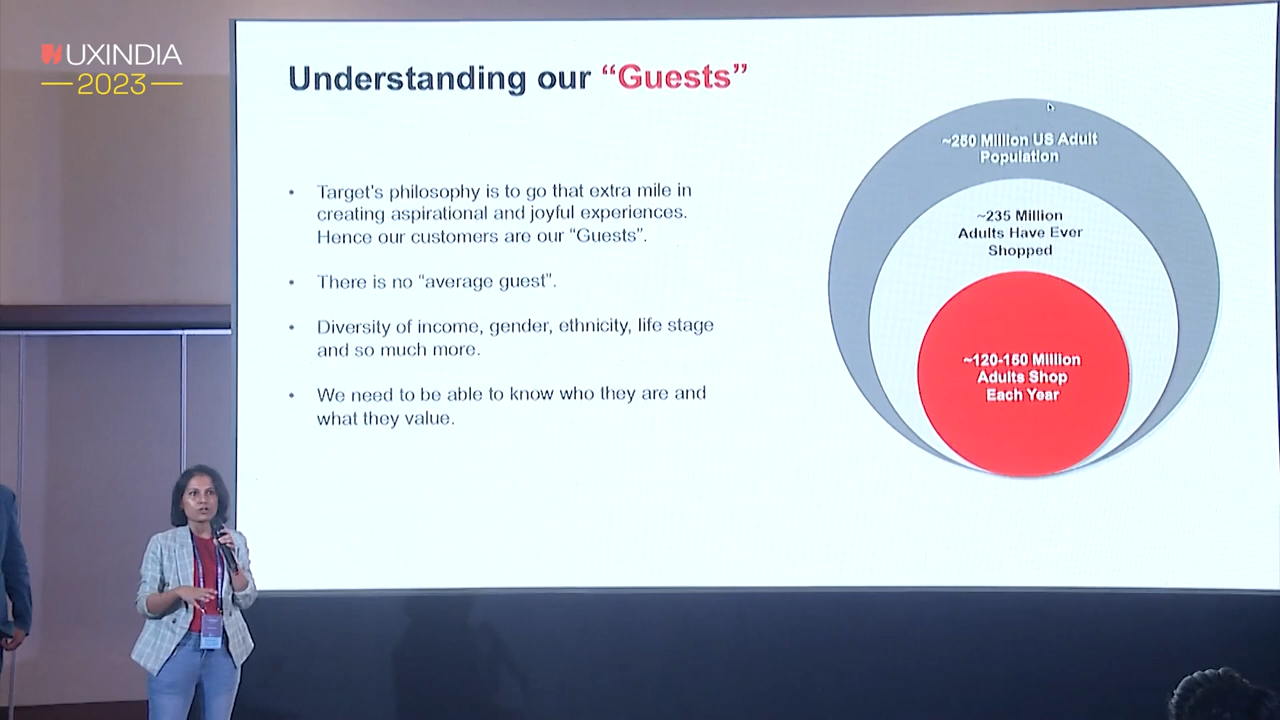 UXINDIA
2023
Understanding our “Guests”
• Target's philosophy is to go that extra mile in
creating aspirational and joyful experiences.
Hence our customers are our “Guests”.
• There is no “average guest”.
• Diversity of income, gender, ethnicity, life stage
and so much more.
• We need to be able to know who they are and
what they value.
~250 Million US Adult
Population
~235 Million
Adults Have Ever
Shopped
~120-150 Million
Adults Shop
Each Year